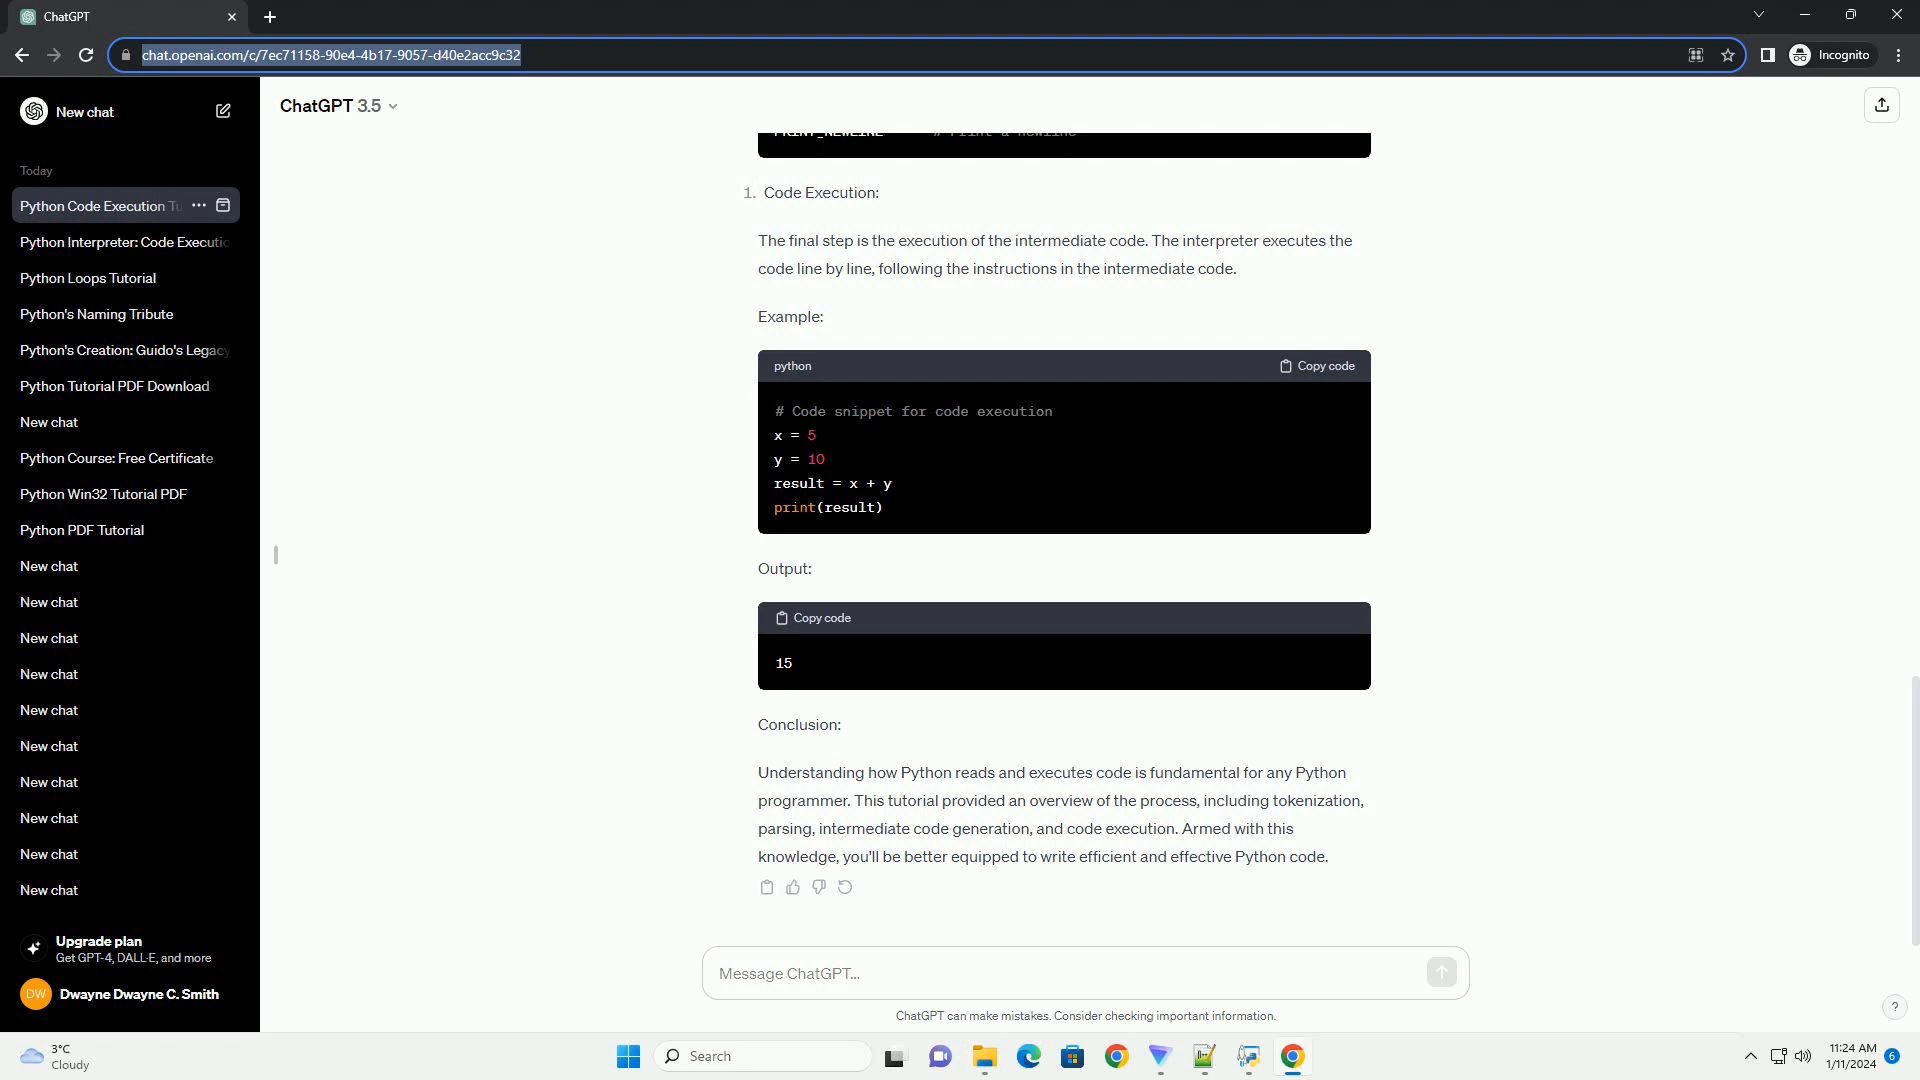 ChatGPT
chat.openai.com/c/7ec71158-90e4-4b17-9057-d40e2acc9c32
Incognito
New chat
Today
Python Code Execution Tu
Python Interpreter: Code Executio
Python Loops Tutorial
Python's Naming Tribute
Python's Creation: Guido's Legacy
Python Tutorial PDF Download
New chat
Python Course: Free Certificate
Python Win32 Tutorial PDF
Python PDF Tutorial
New chat
New chat
New chat
New chat
New chat
New chat
New chat
New chat
New chat
New chat
Upgrade plan
Get GPT-4, DALL·E, and more
DW
Dwayne Dwayne C. Smith
ChatGPT 3.5
PRINT_NEWLINE # Print a newline
1. Code Execution:
The final step is the execution of the intermediate code. The interpreter executes the
code line by line, following the instructions in the intermediate code.
Example:
python
Copy code
# Code snippet for code execution
x = 5
y = 10
result = x + y
print(result)
Output:
Copy code
15
Conclusion:
Understanding how Python reads and executes code is fundamental for any Python
programmer. This tutorial provided an overview of the process, including tokenization,
parsing, intermediate code generation, and code execution. Armed with this
knowledge, you'll be better equipped to write efficient and effective Python code.
Message ChatGPT...
ChatGPT can make mistakes. Consider checking important information.
?
3°C
Cloudy
Search
11:24 AM
1/11/2024
6